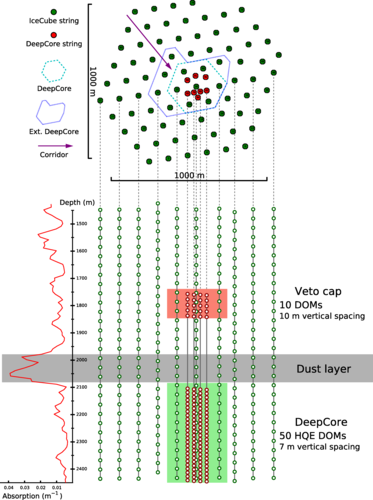 IceCube string
DeepCore string
DeepCore
Ext. DeepCore
Corridor
1000 m
1000 m
Depth (m)
1500
1600
1700
1800
1900
2000
2100
2200
2300
2400
Veto cap
10 DOMs
10 m vertical spacing
Dust layer
DeepCore
50 HQE DOMs
7 m vertical spacing
0.04 0.03 0.02 0.01
Absorption (m⁻¹)